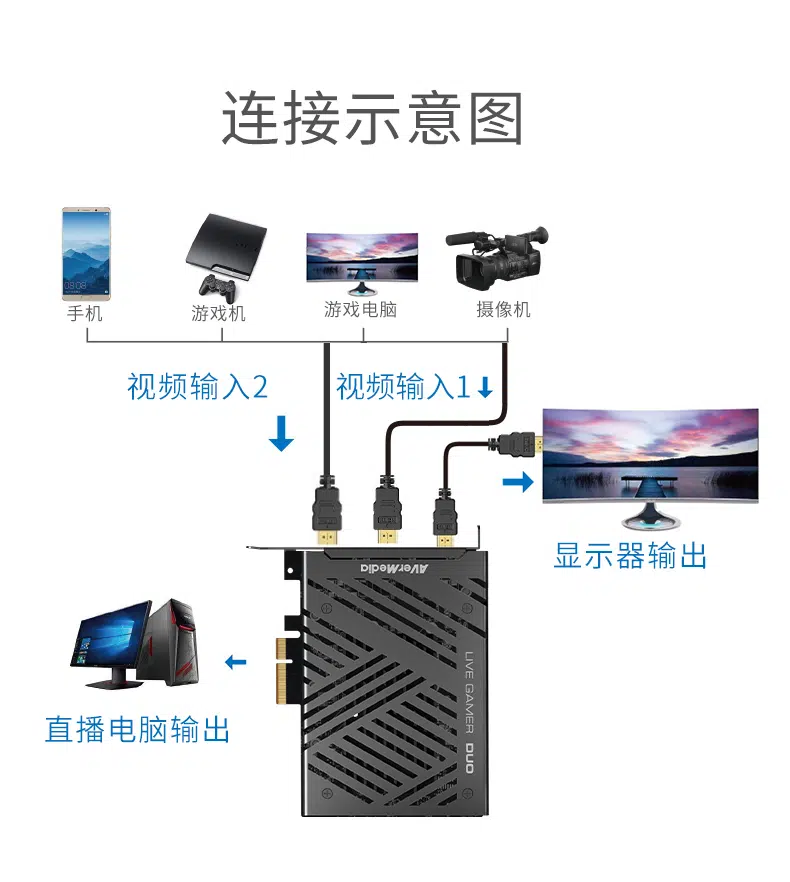 连接示意图
手机
游戏机
游戏电脑
摄像机
视频输入2
视频输入1
显示器输出
AVerMedia
LIVE GAMER DUO
直播电脑输出